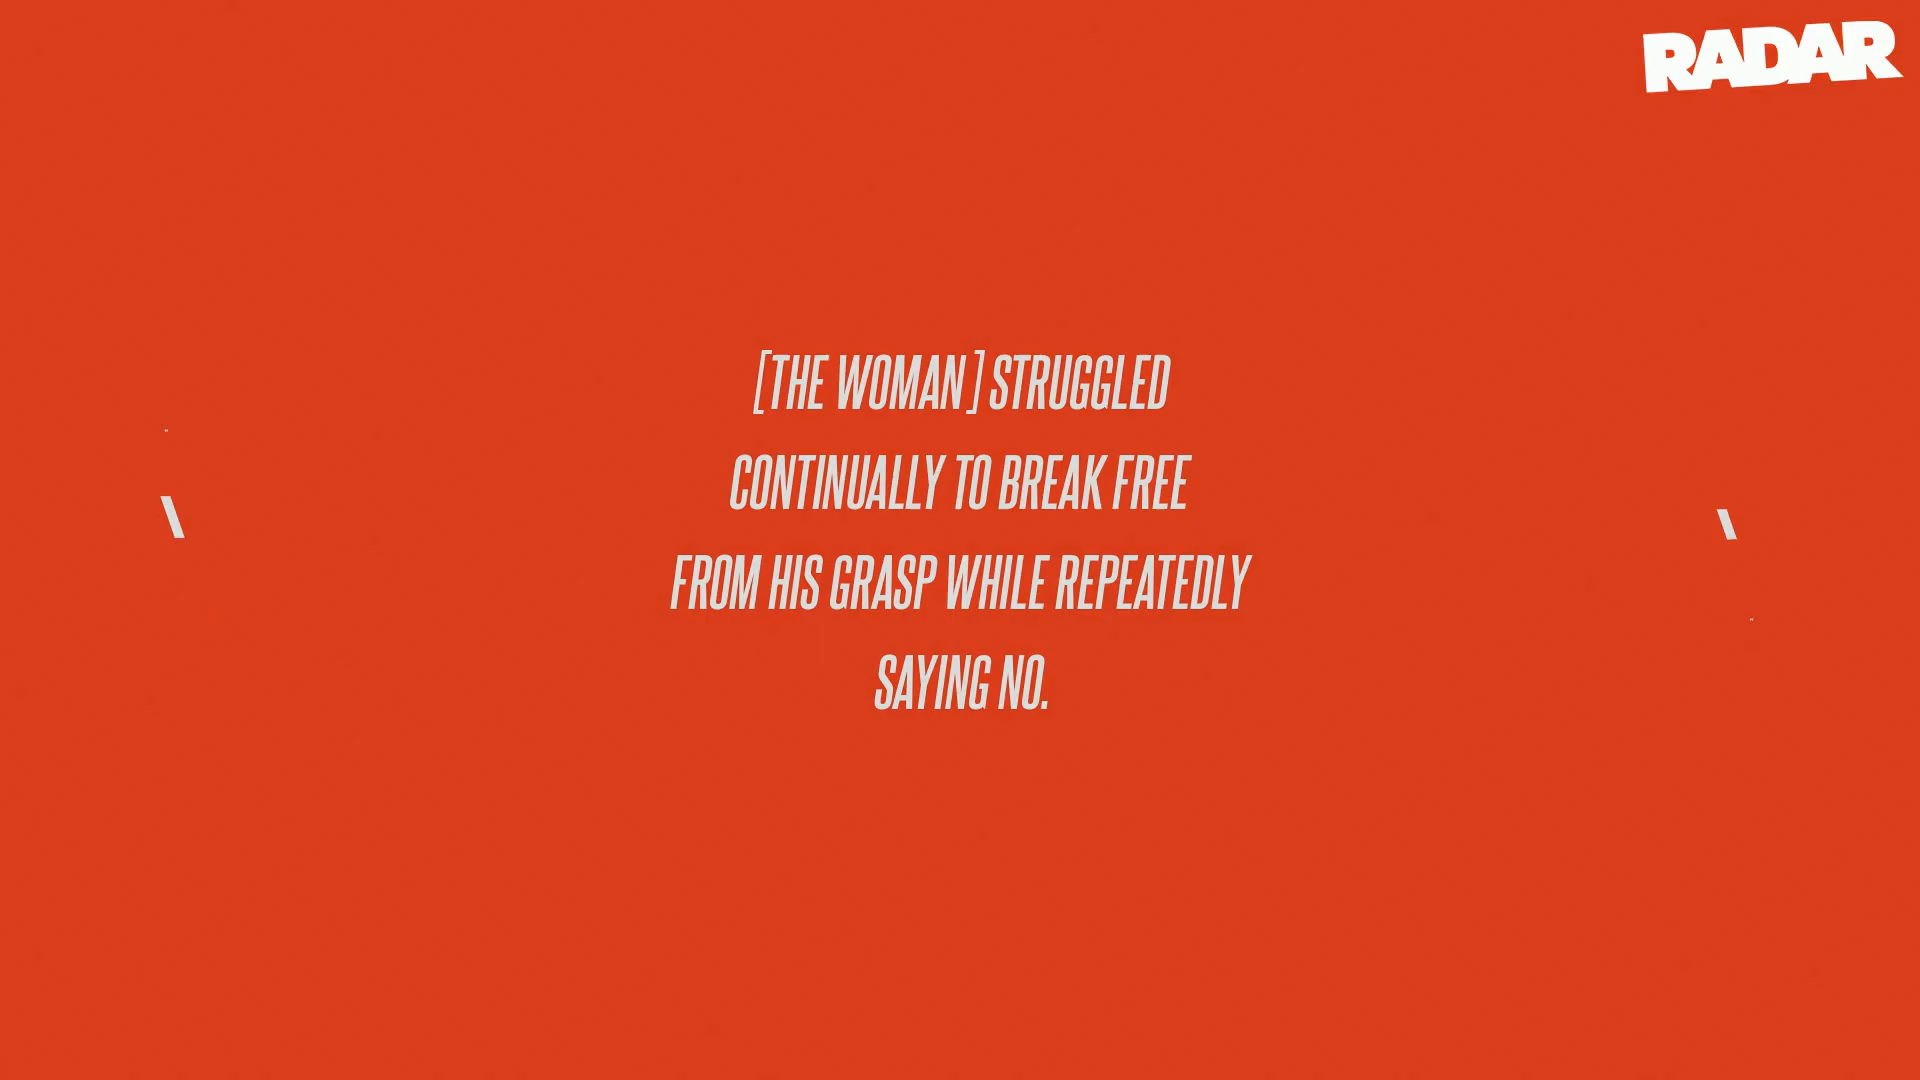 RADAR
[THE WOMAN] STRUGGLED
CONTINUALLY TO BREAK FREE
FROM HIS GRASP WHILE REPEATEDLY
SAYING NO.